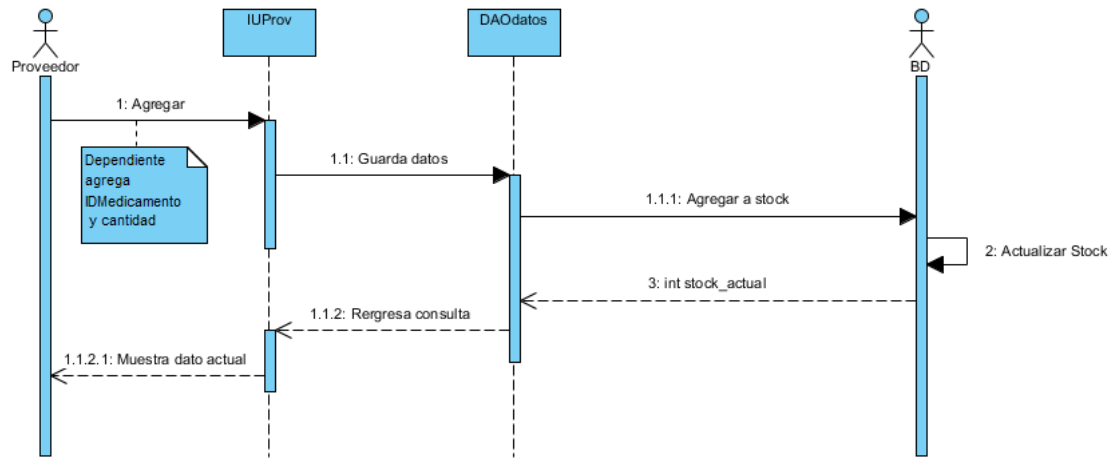 IUProv
DAOdatos
Proveedor
BD
1: Agregar
Dependiente
agrega
IDMedicamento
y cantidad
1.1: Guarda datos
1.1.1: Agregar a stock
2: Actualizar Stock
3: int stock_actual
1.1.2: Rergresa consulta
1.1.2.1: Muestra dato actual